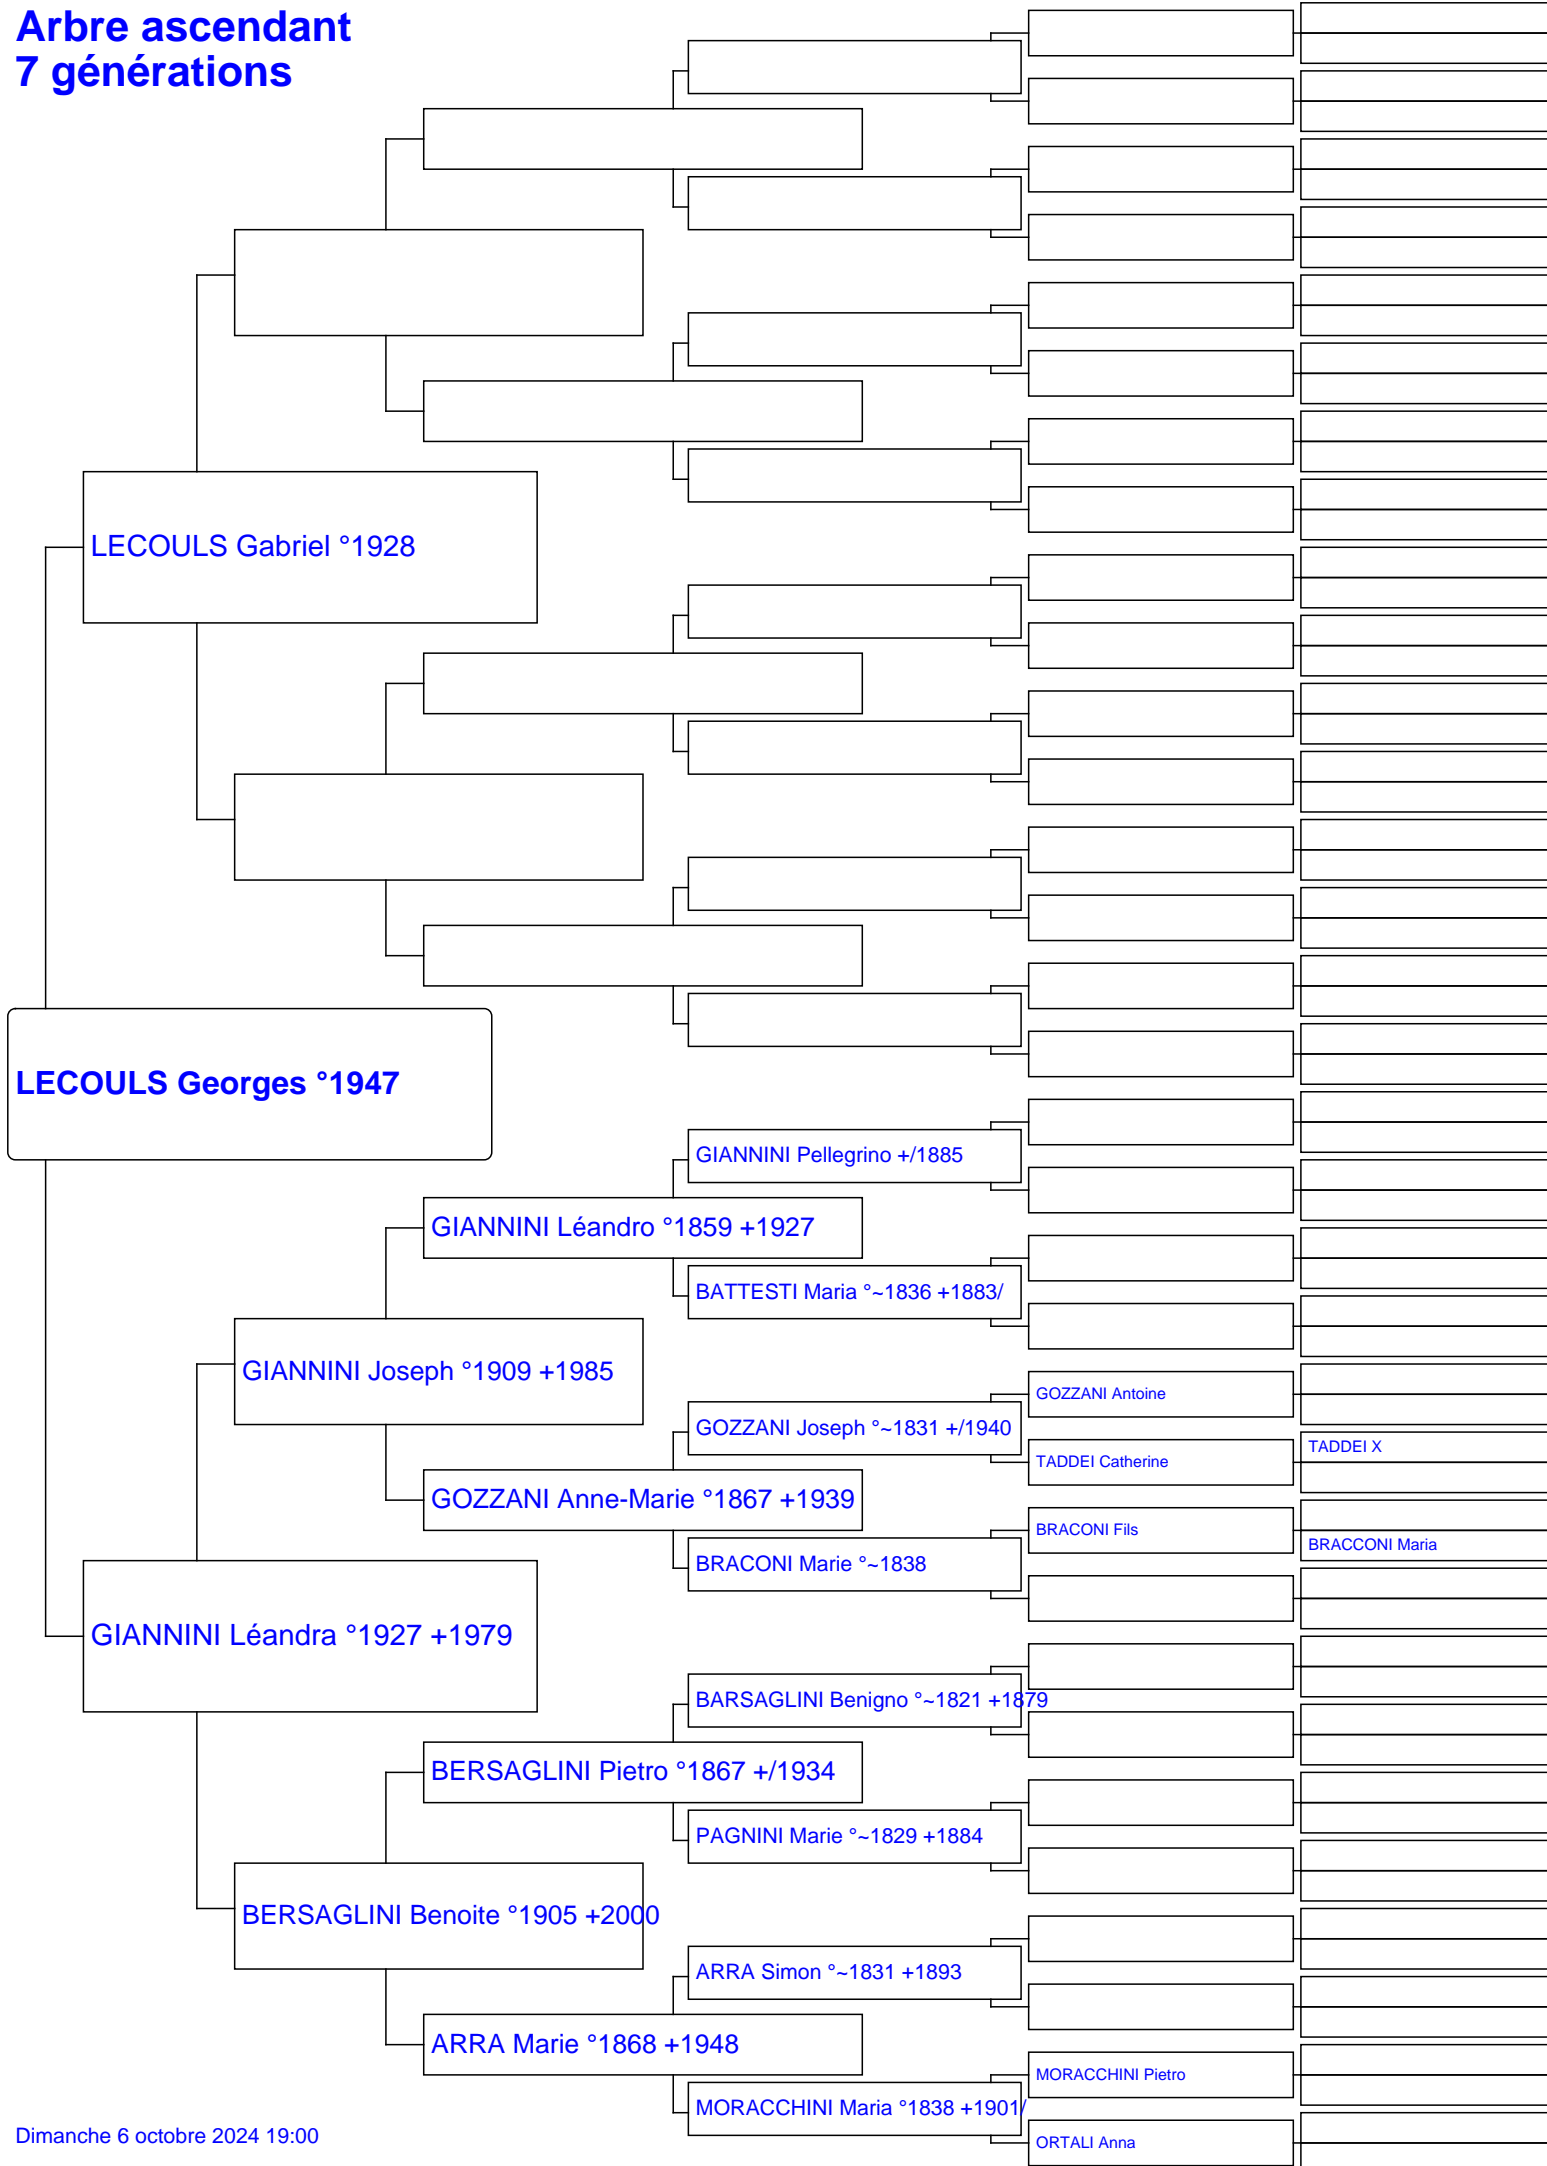 Arbre ascendant
7 générations
LECOULS Gabriel °1928
LECOULS Georges °1947
GIANNINI Pellegrino +/1885
GIANNINI Léandro °1859 +1927
BATTESTI Maria °~1836 +1883/
GIANNINI Joseph °1909 +1985
GOZZANI Antoine
GOZZANI Joseph °~1831 +/1940
TADDEI X
TADDEI Catherine
GOZZANI Anne-Marie °1867 +1939
BRACONI Fils
BRACCONI Maria
BRACONI Marie °~1838
GIANNINI Léandra °1927 +1979
BARSAGLINI Benigno °~1821 +1879
BERSAGLINI Pietro °1867 +/1934
PAGNINI Marie °~1829 +1884
BERSAGLINI Benoite °1905 +2000
ARRA Simon °~1831 +1893
ARRA Marie °1868 +1948
MORACCHINI Pietro
MORACCHINI Maria °1838 +1901/
ORTALI Anna
Dimanche 6 octobre 2024 19:00